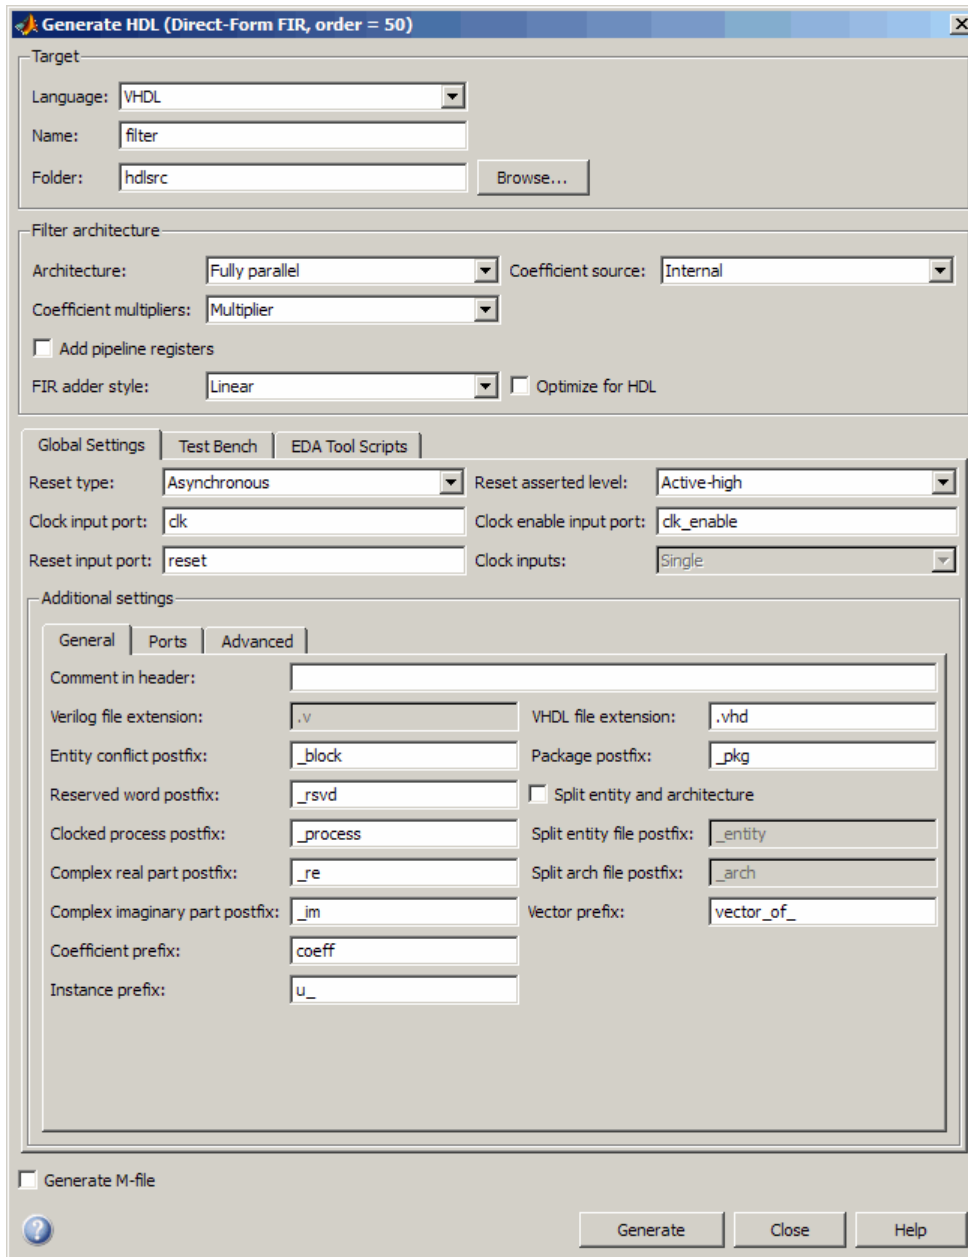 Generate HDL (Direct-Form FIR, order = 50)
Target
Language: VHDL
Name: filter
Folder: hdlsrc Browse...
Filter architecture
Architecture: Fully parallel Coefficient source: Internal
Coefficient multipliers: Multiplier
Add pipeline registers
FIR adder style: Linear Optimize for HDL
Global Settings Test Bench EDA Tool Scripts
Reset type: Asynchronous Reset asserted level: Active-high
Clock input port: clk Clock enable input port: clk_enable
Reset input port: reset Clock inputs: Single
Additional settings
General Ports Advanced
Comment in header:
Verilog file extension: .v VHDL file extension: .vhd
Entity conflict postfix: _block Package postfix: _pkg
Reserved word postfix: _rsvd Split entity and architecture
Clocked process postfix: _process Split entity file postfix: _entity
Complex real part postfix: _re Split arch file postfix: _arch
Complex imaginary part postfix: _im Vector prefix: vector_of_
Coefficient prefix: coeff
Instance prefix: u_
Generate M-file
? Generate Close Help